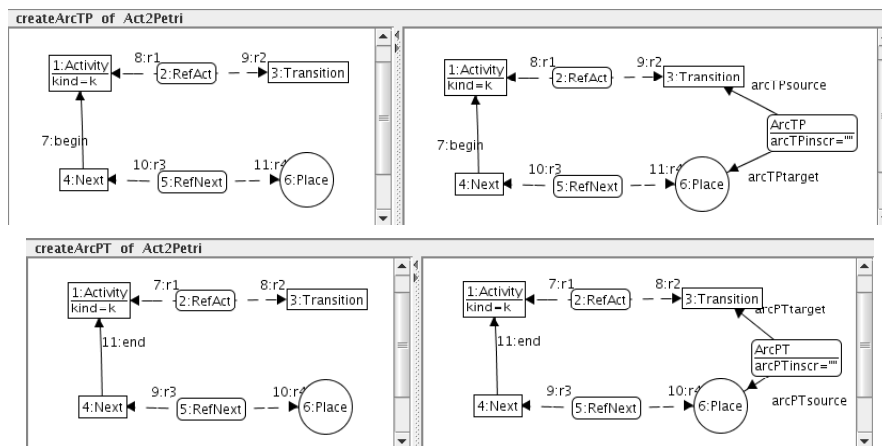 createArcTP of Act2Petri
1:Activity
kind=k
8:r1
2:RefAct
9:r2
3:Transition
7:begin
4:Next
10:r3
5:RefNext
11:r4
6:Place
1:Activity
kind=k
8:r1
2:RefAct
9:r2
3:Transition
arcTPsource
ArcTP
arcTPinscr=""
7:begin
4:Next
10:r3
5:RefNext
11:r4
6:Place
arcTPtarget
createArcPT of Act2Petri
1:Activity
kind=k
7:r1
2:RefAct
8:r2
3:Transition
11:end
4:Next
9:r3
5:RefNext
10:r4
6:Place
1:Activity
kind=k
7:r1
2:RefAct
8:r2
3:Transition
arcPTtarget
ArcPT
arcPTinscr=""
11:end
4:Next
9:r3
5:RefNext
10:r4
6:Place
arcPTsource